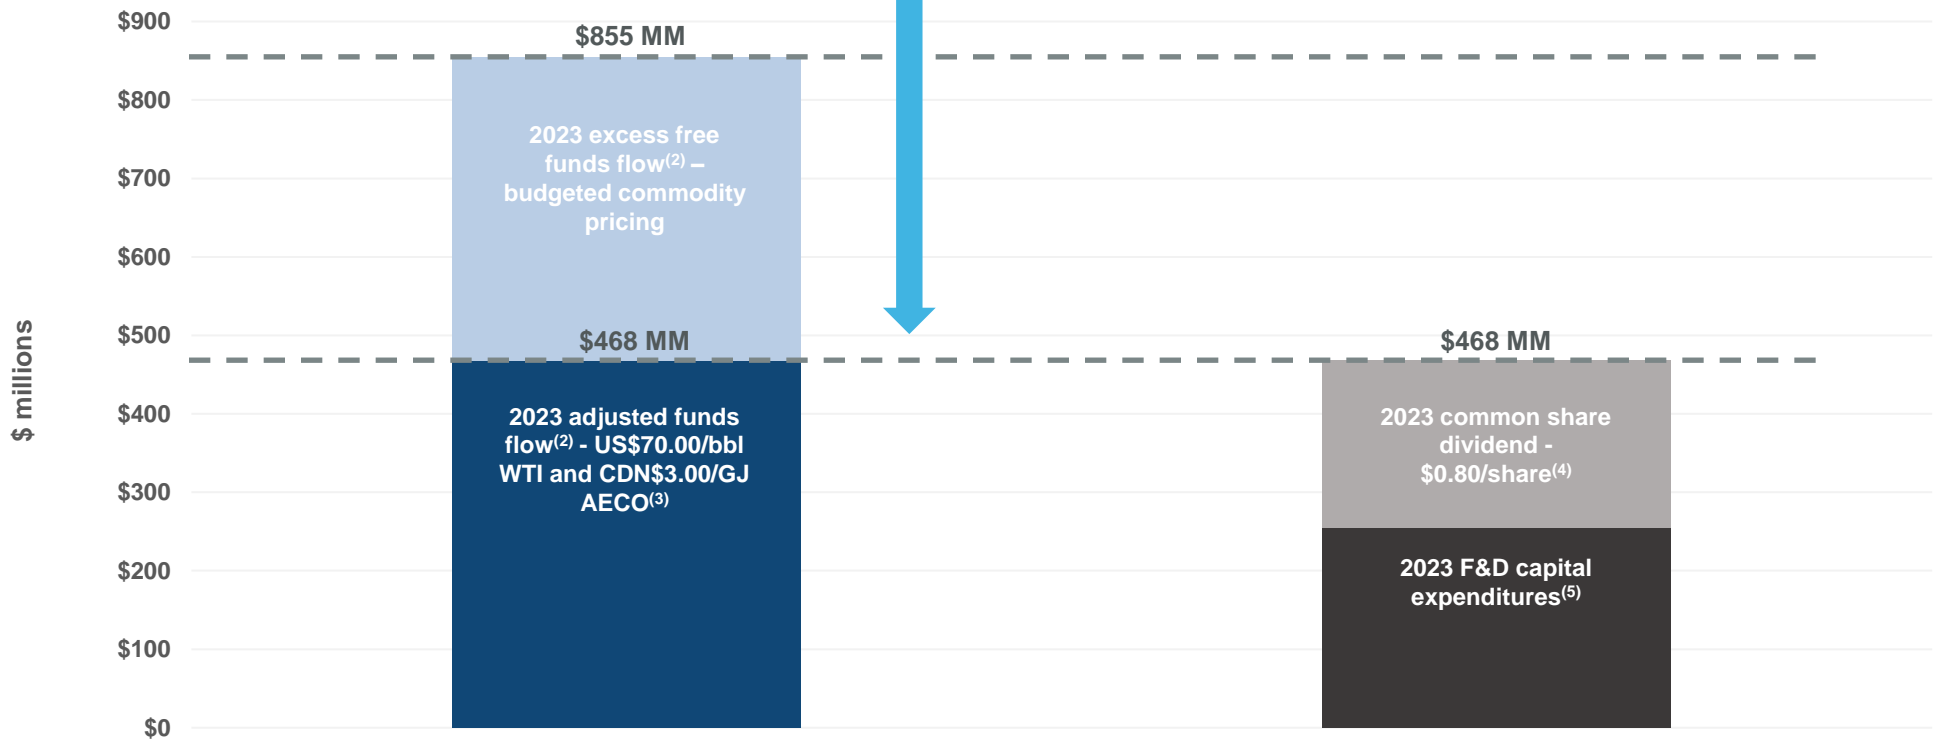 $ millions
$900
$800
$700
$600
$500
$400
$300
$200
$100
$0
$855 MM
2023 excess free
funds flow(2) –
budgeted commodity
pricing
$468 MM
2023 adjusted funds
flow(2) - US$70.00/bbl
WTI and CDN$3.00/GJ
AECO(3)
$468 MM
2023 common share
dividend -
$0.80/share(4)
2023 F&D capital
expenditures(5)